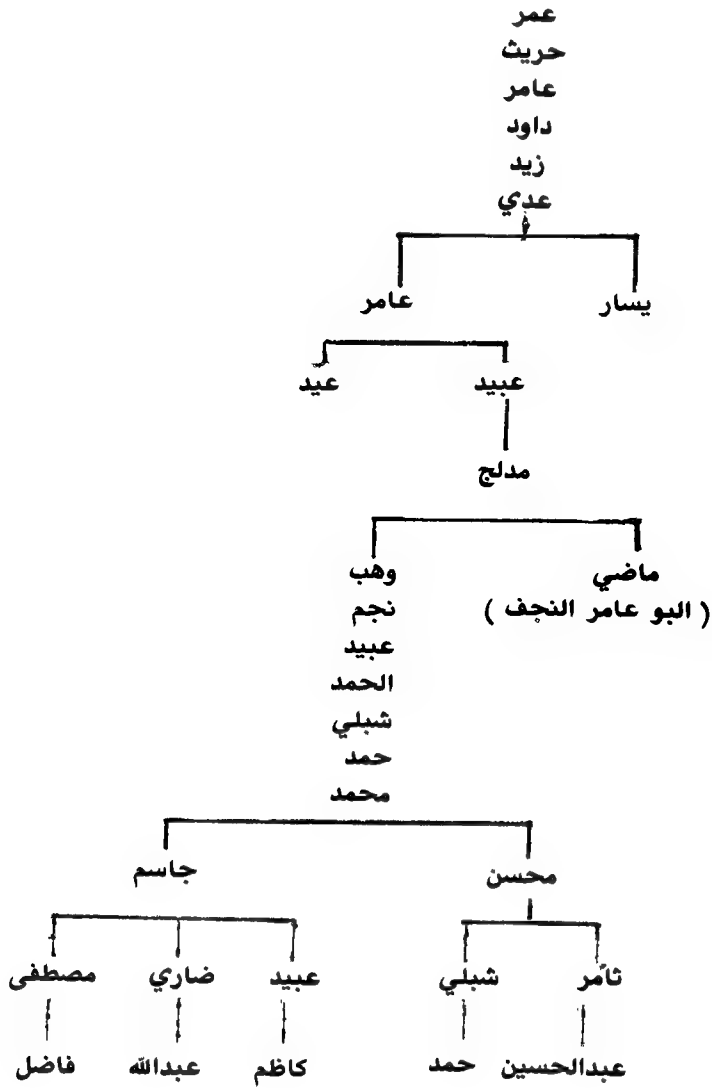 عمر
حريث
عامر
داود
زيد
عدي
يسار
عامر
عبيد
عيد
مدلج
ماضي
( البو عامر النجف )
وهب
نجم
عبيد
الحمد
شبلي
حمد
محمد
محسن
جاسم
ثامر
شبلي
عبيد
ضاري
مصطفى
عبدالحسين
حمد
كاظم
عبدالله
فاضل